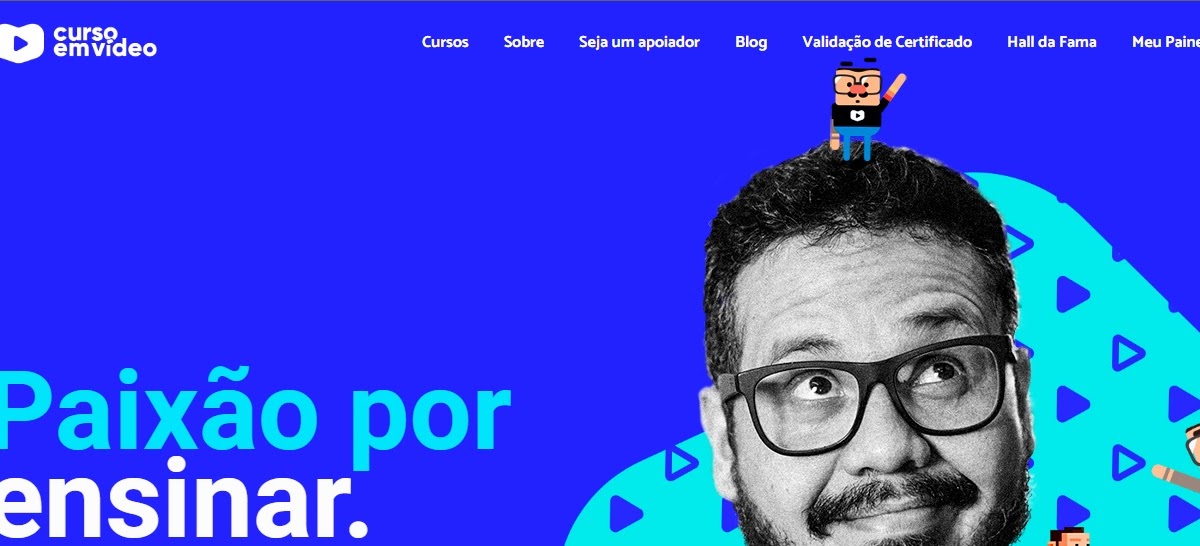 curso
emvídeo
Cursos Sobre Seja um apoiador Blog Validação de Certificado Hall da Fama Meu Paine
Paixão por
ensinar.